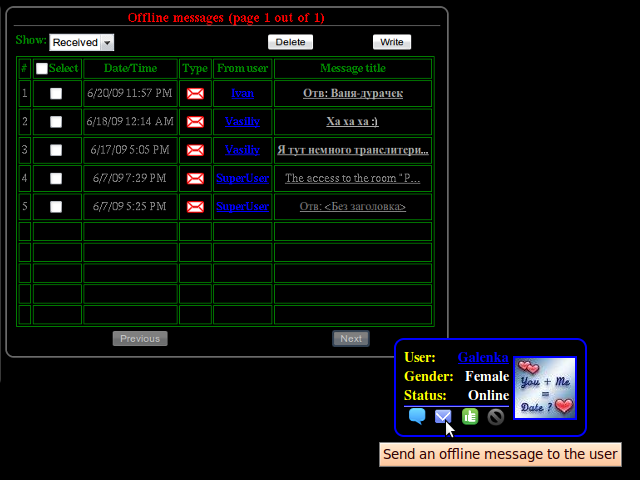 Offline messages (page 1 out of 1)
Show: Received Delete Write
# Select Date/Time Type From user Message title
1 6/20/09 11:57 PM ivan Отв: Ваня-дурачек
2 6/18/09 12:14 AM Vasiliy Ха ха ха :)
3 6/17/09 5:05 PM Vasiliy Я тут немного транслитери...
4 6/7/09 7:29 PM SuperUser The access to the room "P...
5 6/7/09 5:25 PM SuperUser Отв: <Без заголовка>
Previous Next
User: Galenka
Gender: Female
Status: Online
You + Me
=
Date ?
Send an offline message to the user